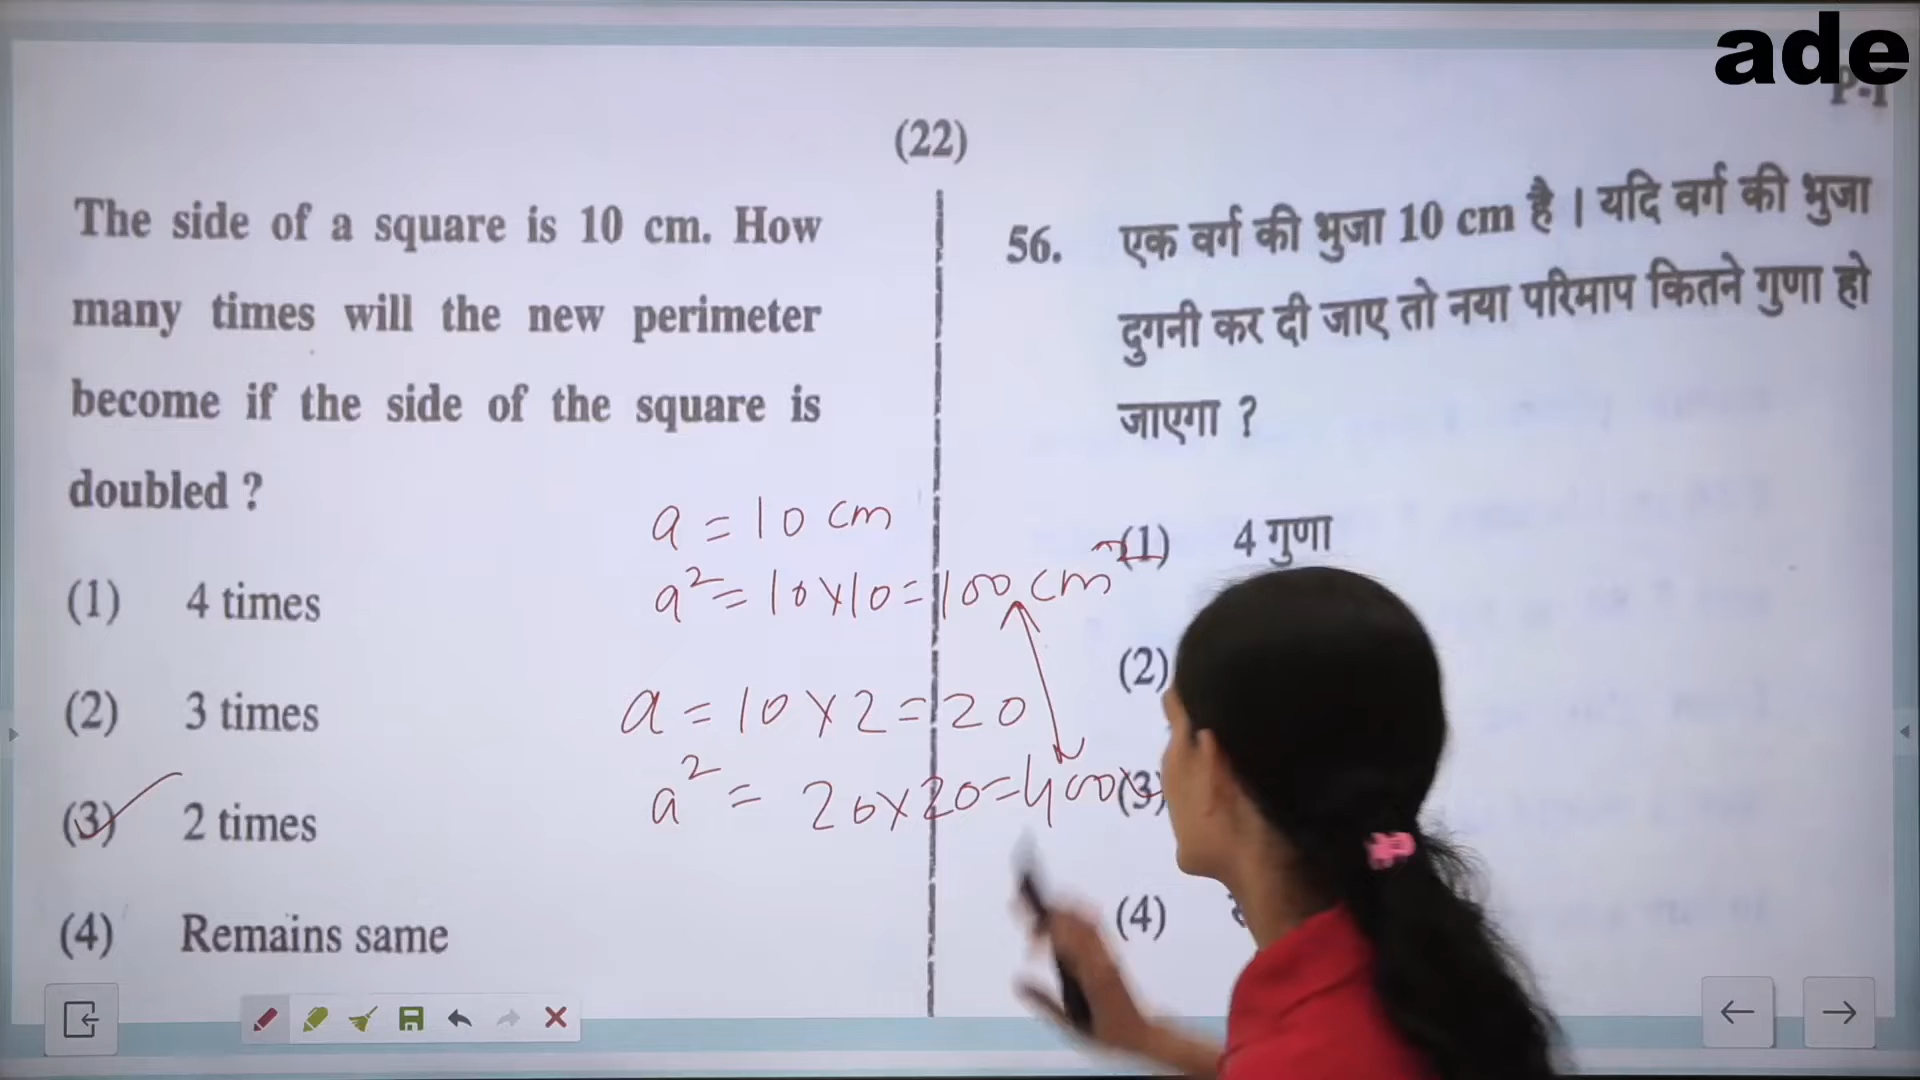 ade
P-I
(22)
The side of a square is 10 cm. How
many times will the new perimeter
become if the side of the square is
doubled ?
(1) 4 times
(2) 3 times
(3) 2 times
(4) Remains same
a = 10 cm
a² = 10×10 = 100 cm
a = 10 × 2 = 20
a² = 20×20 = 400
56. एक वर्ग की भुजा 10 cm है । यदि वर्ग की भुजा
दुगनी कर दी जाए तो नया परिमाप कितने गुणा हो
जाएगा ?
(1) 4 गुणा
(2)
(3)
(4)